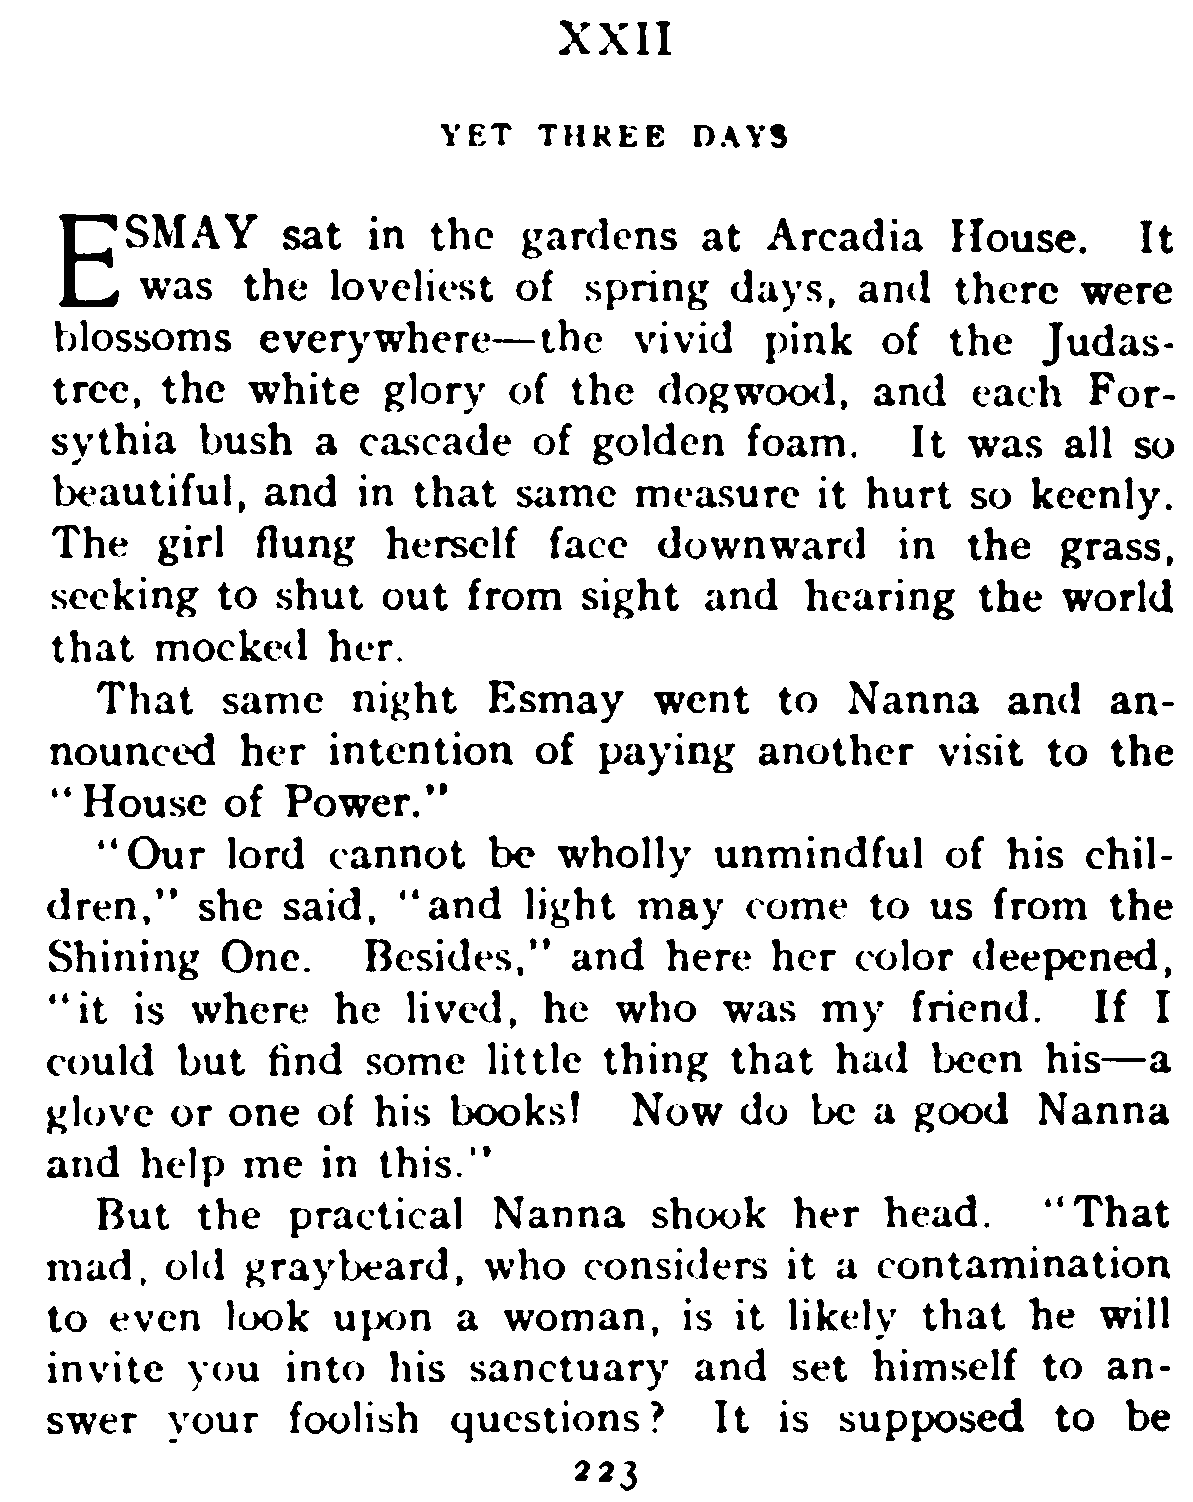 XXII
YET THREE DAYS
ESMAY sat in the gardens at Arcadia House. It
was the loveliest of spring days, and there were
blossoms everywhere—the vivid pink of the Judas-
tree, the white glory of the dogwood, and each For-
sythia bush a cascade of golden foam. It was all so
beautiful, and in that same measure it hurt so keenly.
The girl flung herself face downward in the grass,
seeking to shut out from sight and hearing the world
that mocked her.
That same night Esmay went to Nanna and an-
nounced her intention of paying another visit to the
"House of Power."
"Our lord cannot be wholly unmindful of his chil-
dren," she said, "and light may come to us from the
Shining One. Besides," and here her color deepened,
"it is where he lived, he who was my friend. If I
could but find some little thing that had been his—a
glove or one of his books! Now do be a good Nanna
and help me in this."
But the practical Nanna shook her head. "That
mad, old graybeard, who considers it a contamination
to even look upon a woman, is it likely that he will
invite you into his sanctuary and set himself to an-
swer your foolish questions? It is supposed to be
223